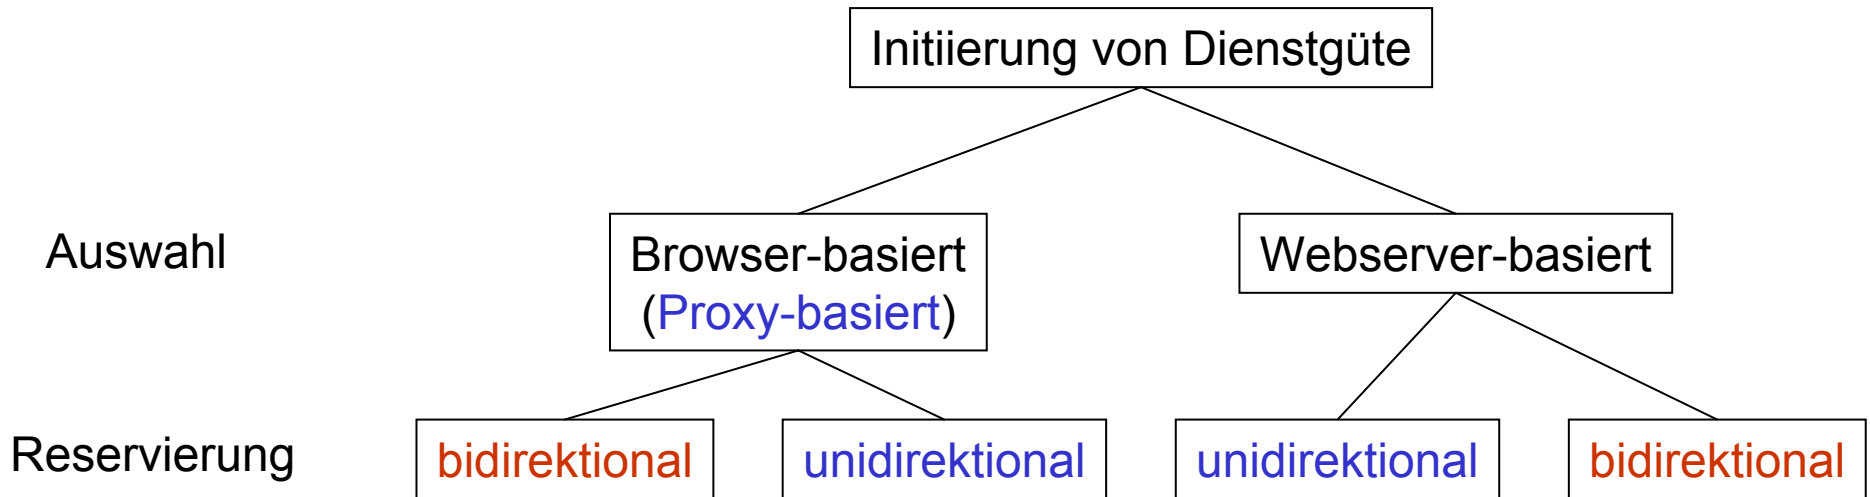 Initiierung von Dienstgüte
Auswahl
Browser-basiert
(Proxy-basiert)
Webserver-basiert
Reservierung
bidirektional
unidirektional
unidirektional
bidirektional